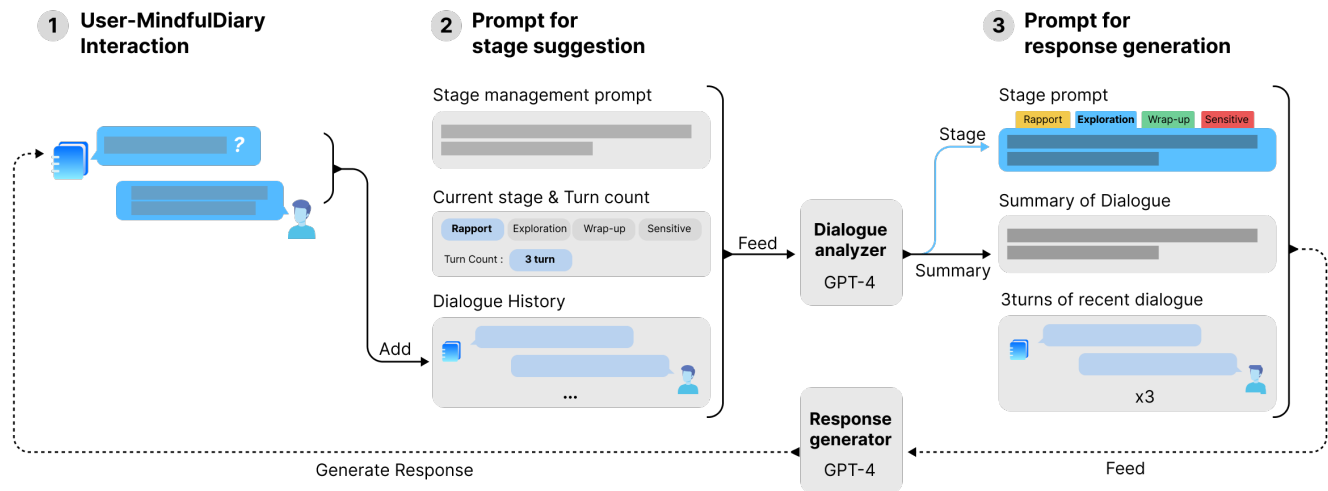 1 User-MindfulDiary
Interaction
?
Add
2 Prompt for
stage suggestion
Stage management prompt
Current stage & Turn count
Rapport Exploration Wrap-up Sensitive
Turn Count : 3 turn
Dialogue History
...
Feed
Dialogue
analyzer
GPT-4
Stage
Summary
3 Prompt for
response generation
Stage prompt
Rapport Exploration Wrap-up Sensitive
Summary of Dialogue
3turns of recent dialogue
x3
Feed
Response
generator
GPT-4
Generate Response